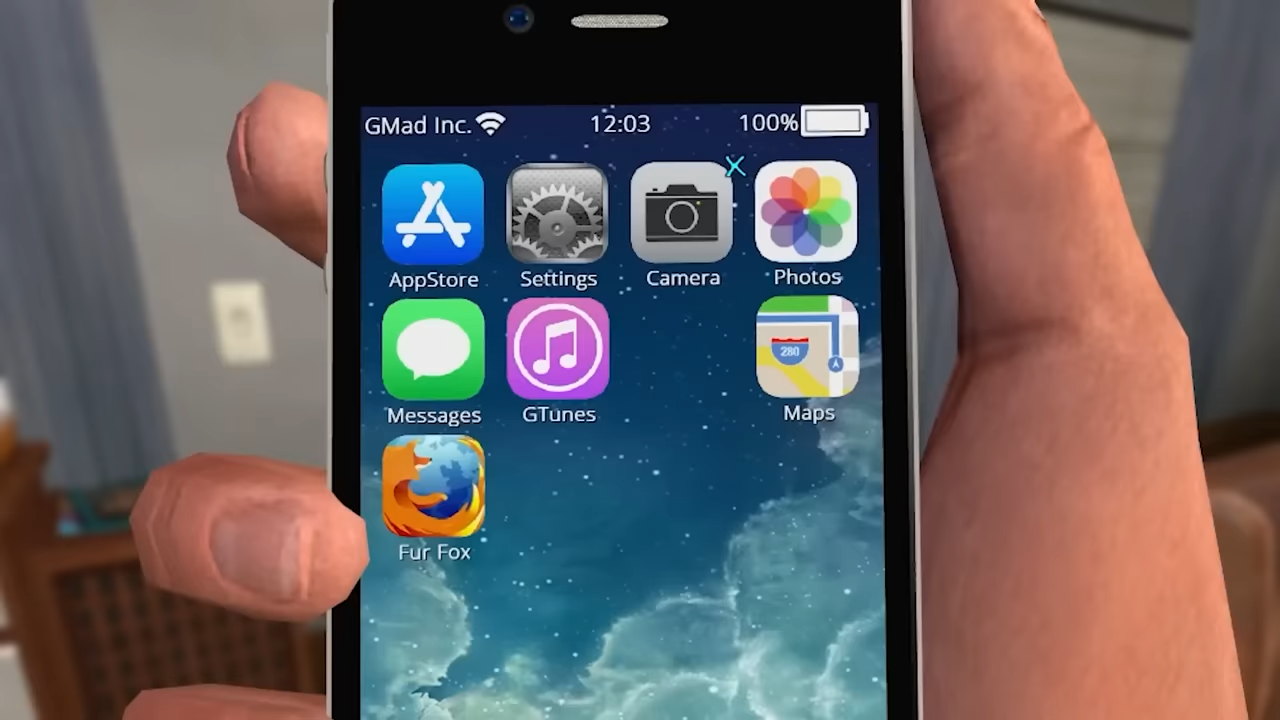 GMad Inc. 12:03 100%
AppStore Settings Camera Photos
280
Messages GTunes Maps
Fur Fox